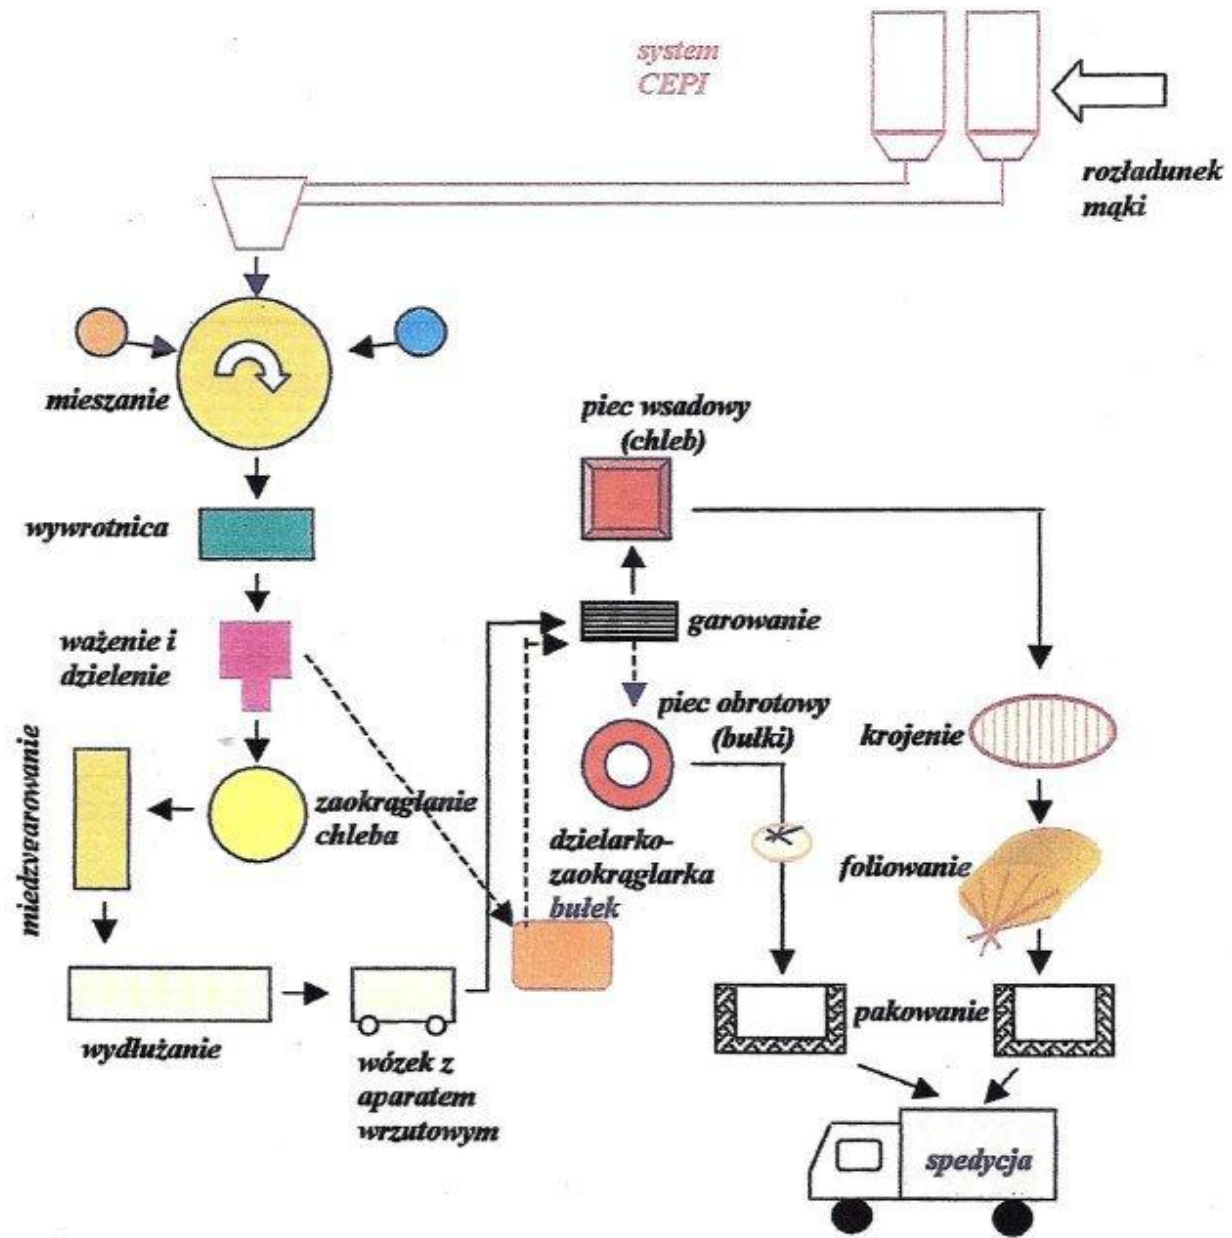 system
CEPI
rozładunek
mąki
mieszanie
piec wsadowy
(chleb)
wywrotnica
garowanie
ważenie i
dzielenie
piec obrotowy
(bułki)
krojenie
miedzygarowanie
zaokrąglanie
chleba
dzielarko-
zaokrąglarka
bułek
foliowanie
pakowanie
wydłużanie
wózek z
aparatem
wrzutowym
spedycja